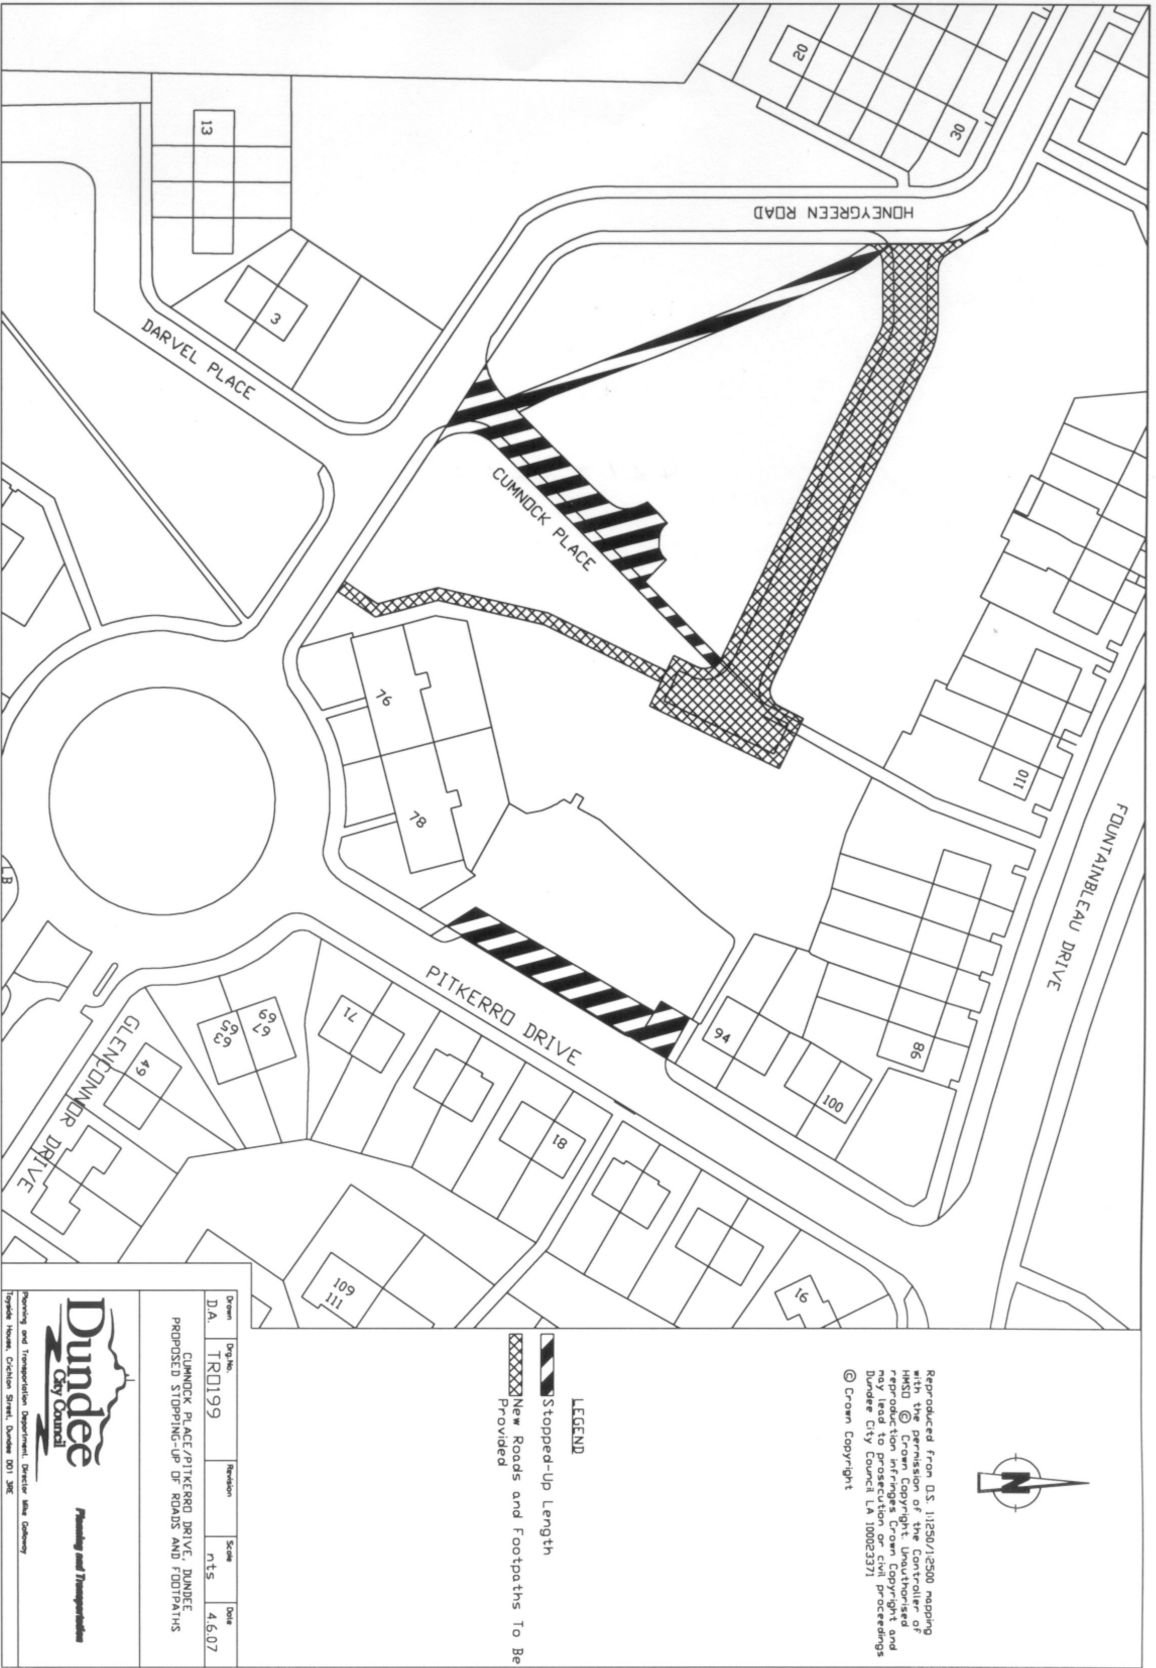 Reproduced from O.S. 1:1250/1:2500 mapping
with the permission of the Controller of
HMSO © Crown Copyright. Unauthorised
reproduction infringes Crown Copyright and
may lead to prosecution or civil proceedings
Dundee City Council LA 100023371
© Crown Copyright
N
LEGEND
Stopped-Up Length
New Roads and Footpaths To Be
Provided
20
30
13
3
HONEYGREEN ROAD
DARVEL PLACE
CUMNOCK PLACE
76
78
110
FOUNTAINBLEAU DRIVE
98
94
100
PITKERRO DRIVE
LB
71
67
69
63
65
49
GLENCONNOR DRIVE
81
109
111
16
Drawn
D.A.
Drg.No.
TRO199
Revision
Scale
nts
Date
4.6.07
CUMNOCK PLACE/PITKERRO DRIVE, DUNDEE
PROPOSED STOPPING-UP OF ROADS AND FOOTPATHS
Dundee
City Council
Planning and Transportation
Planning and Transportation Department. Director Mike Galloway
Tayside House, Crichton Street, Dundee DD1 3RE